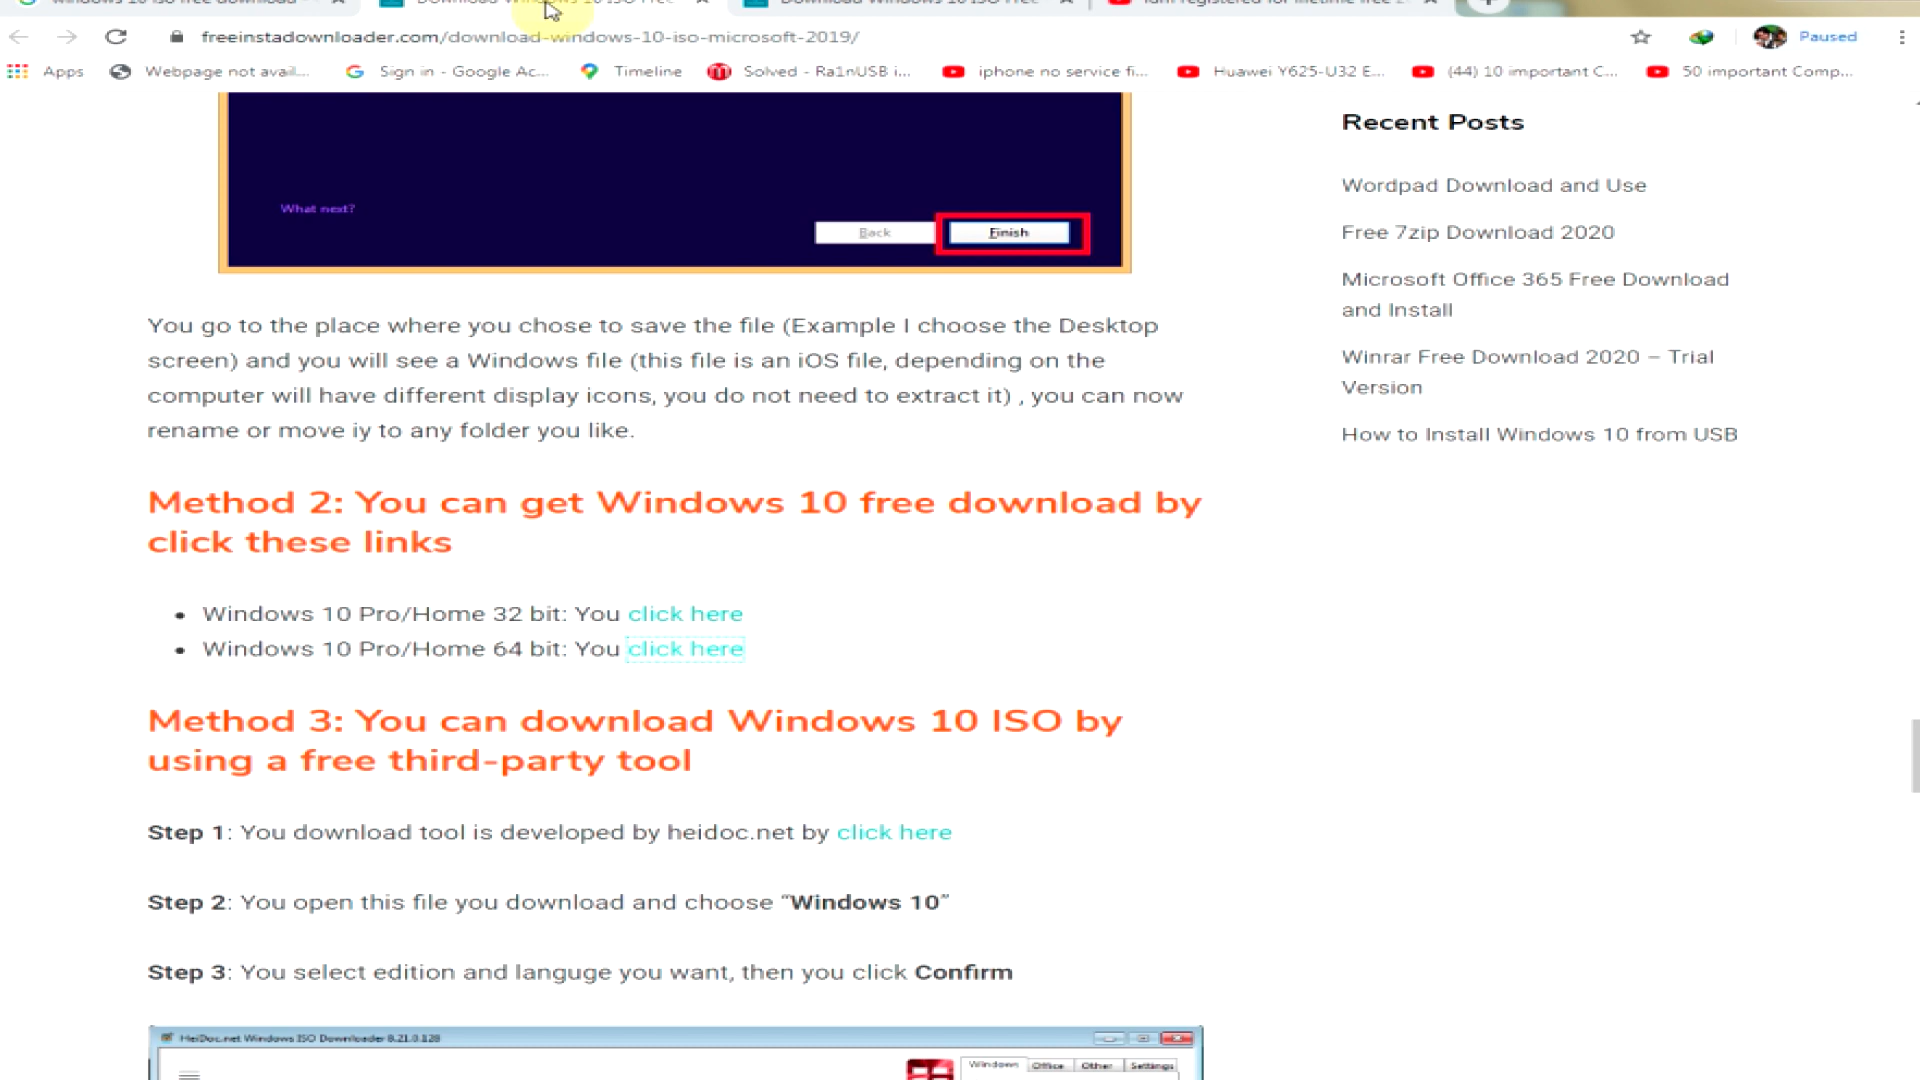 freeinstadownloader.com/download-windows-10-iso-microsoft-2019/
Paused
Apps
Webpage not avail...
Sign in - Google Ac...
Timeline
Solved - Ra1nUSB i...
iphone no service fi...
Huawei Y625-U32 E...
(44) 10 important C...
50 important Comp...
What next?
Back
Finish
You go to the place where you chose to save the file (Example I choose the Desktop
screen) and you will see a Windows file (this file is an iOS file, depending on the
computer will have different display icons, you do not need to extract it) , you can now
rename or move iy to any folder you like.
Method 2: You can get Windows 10 free download by
click these links
Windows 10 Pro/Home 32 bit: You click here
Windows 10 Pro/Home 64 bit: You click here
Method 3: You can download Windows 10 ISO by
using a free third-party tool
Step 1: You download tool is developed by heidoc.net by click here
Step 2: You open this file you download and choose “Windows 10”
Step 3: You select edition and languge you want, then you click Confirm
HeiDoc.net Windows ISO Downloader 8.21.0.128
Windows
Office
Other
Settings
Recent Posts
Wordpad Download and Use
Free 7zip Download 2020
Microsoft Office 365 Free Download
and Install
Winrar Free Download 2020 – Trial
Version
How to Install Windows 10 from USB